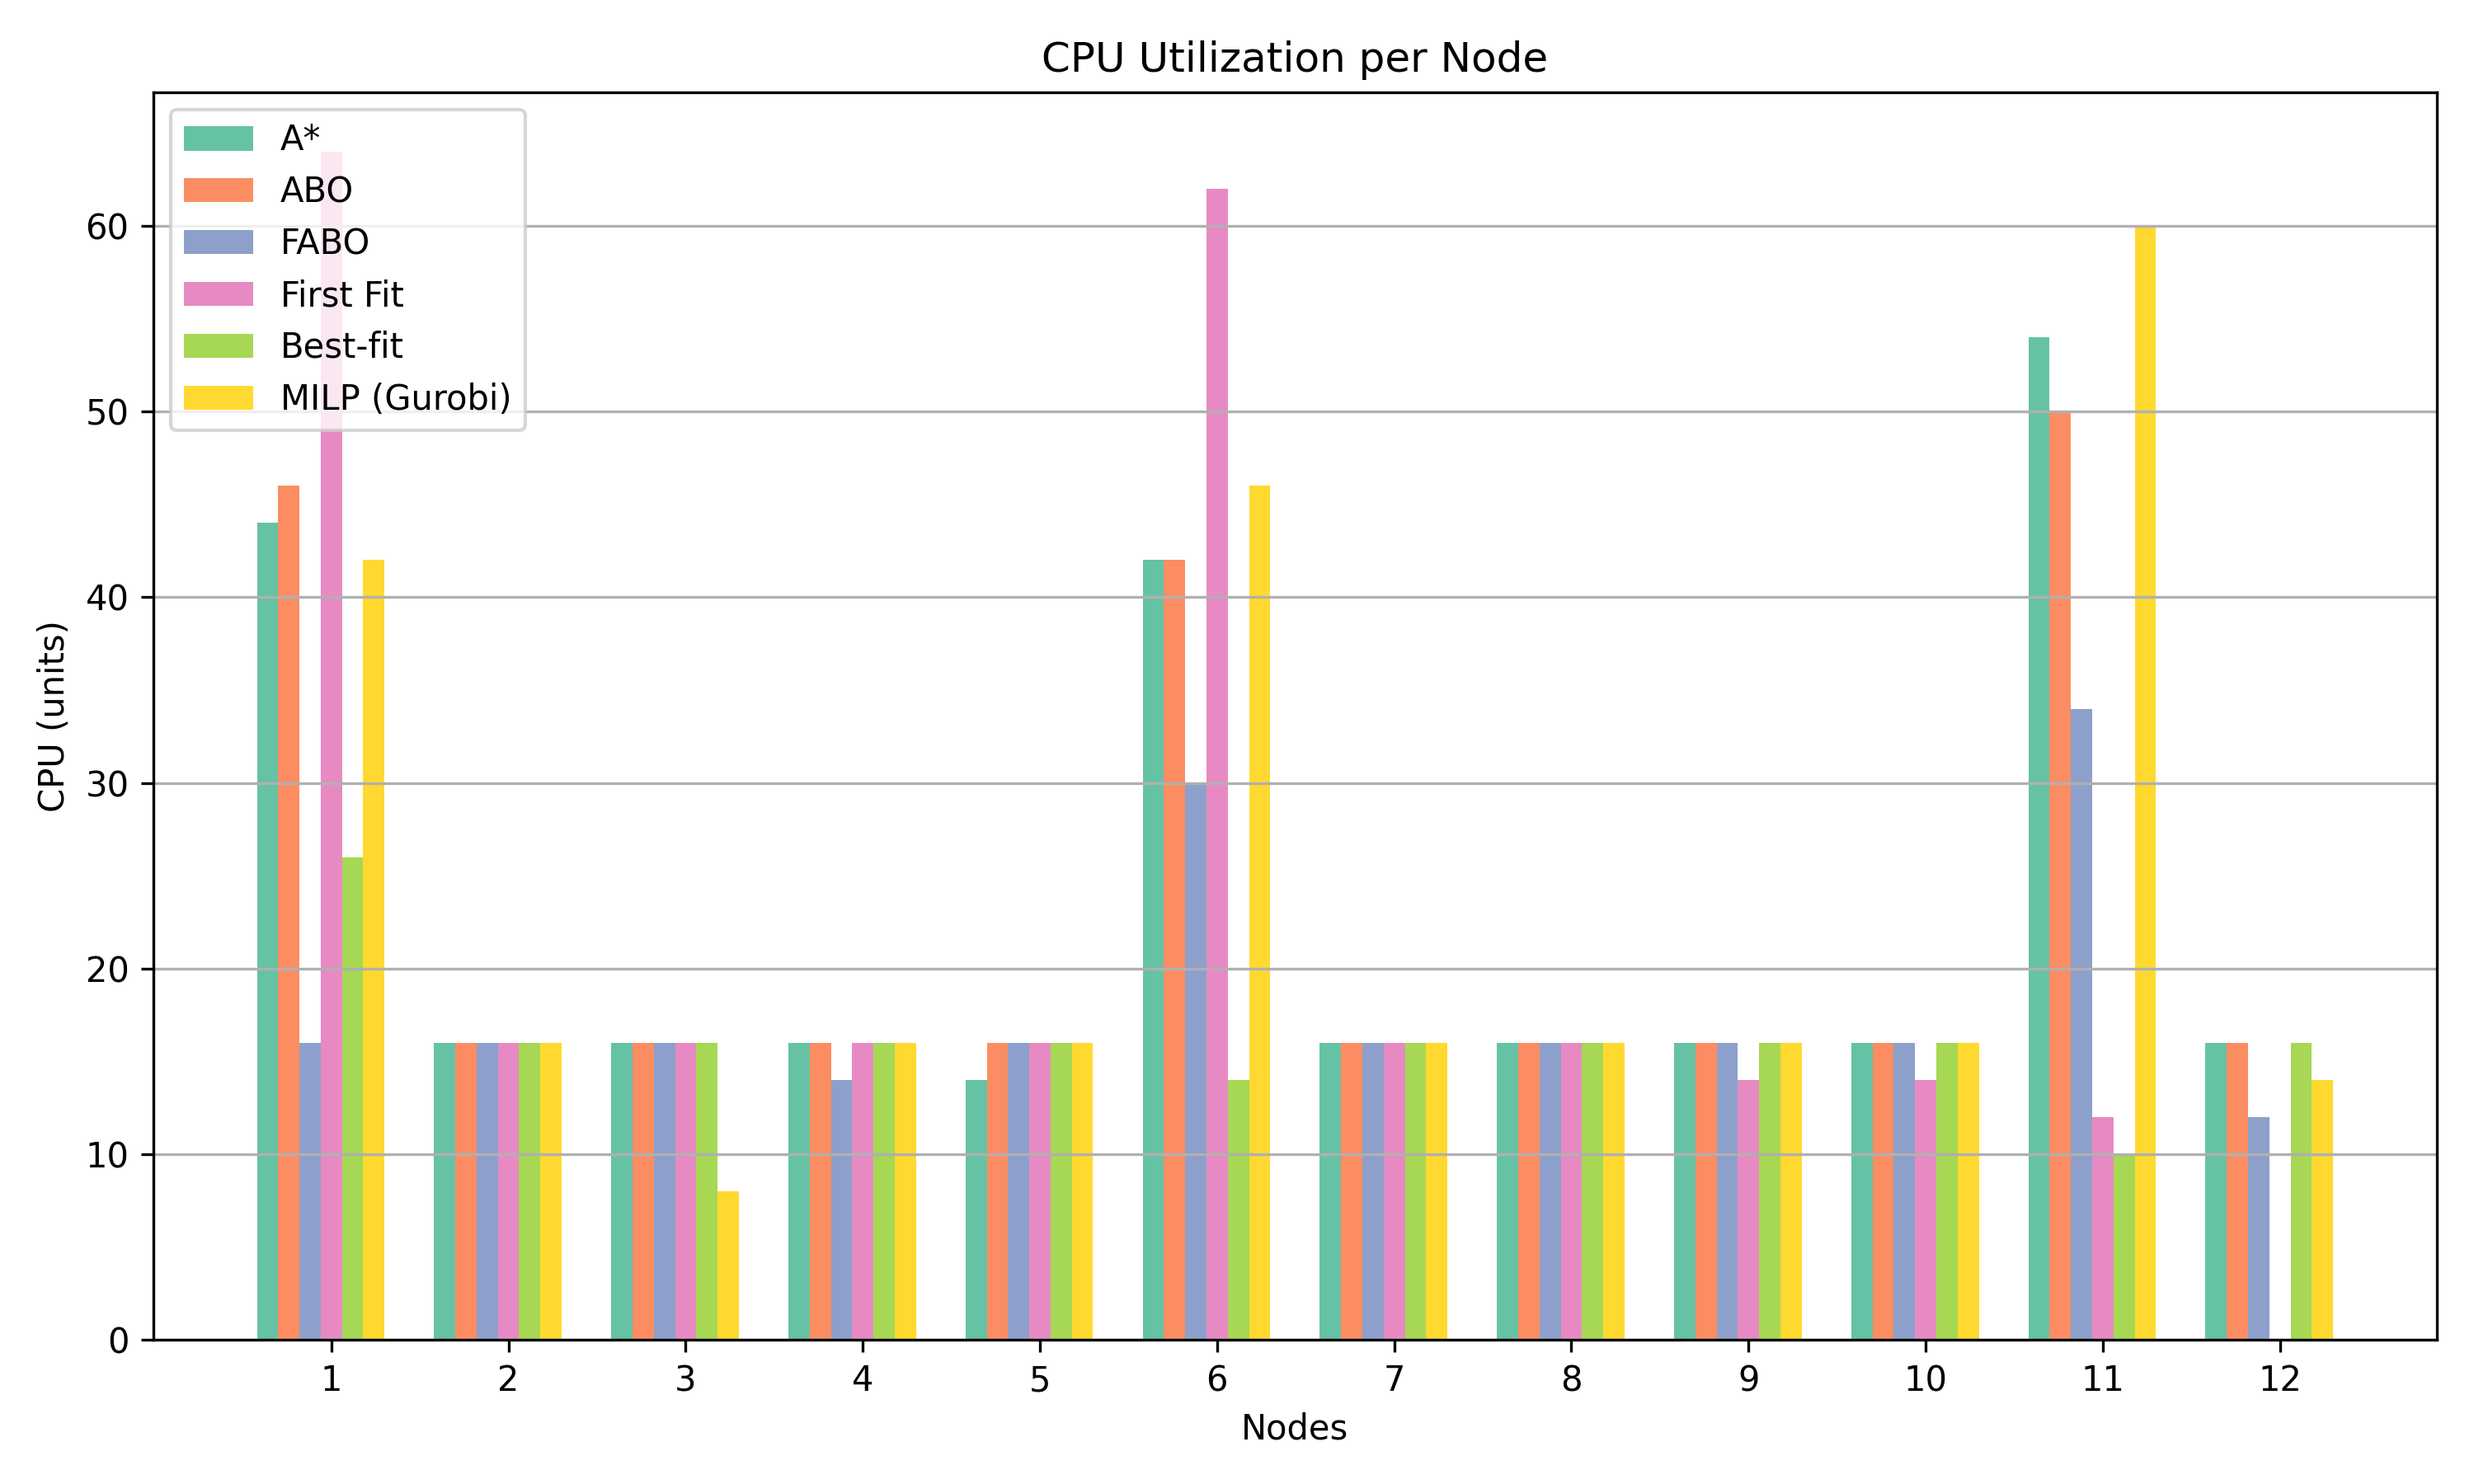 CPU Utilization per Node
A*
ABO
FABO
First Fit
Best-fit
MILP (Gurobi)
CPU (units)
60
50
40
30
20
10
0
1 2 3 4 5 6 7 8 9 10 11 12
Nodes